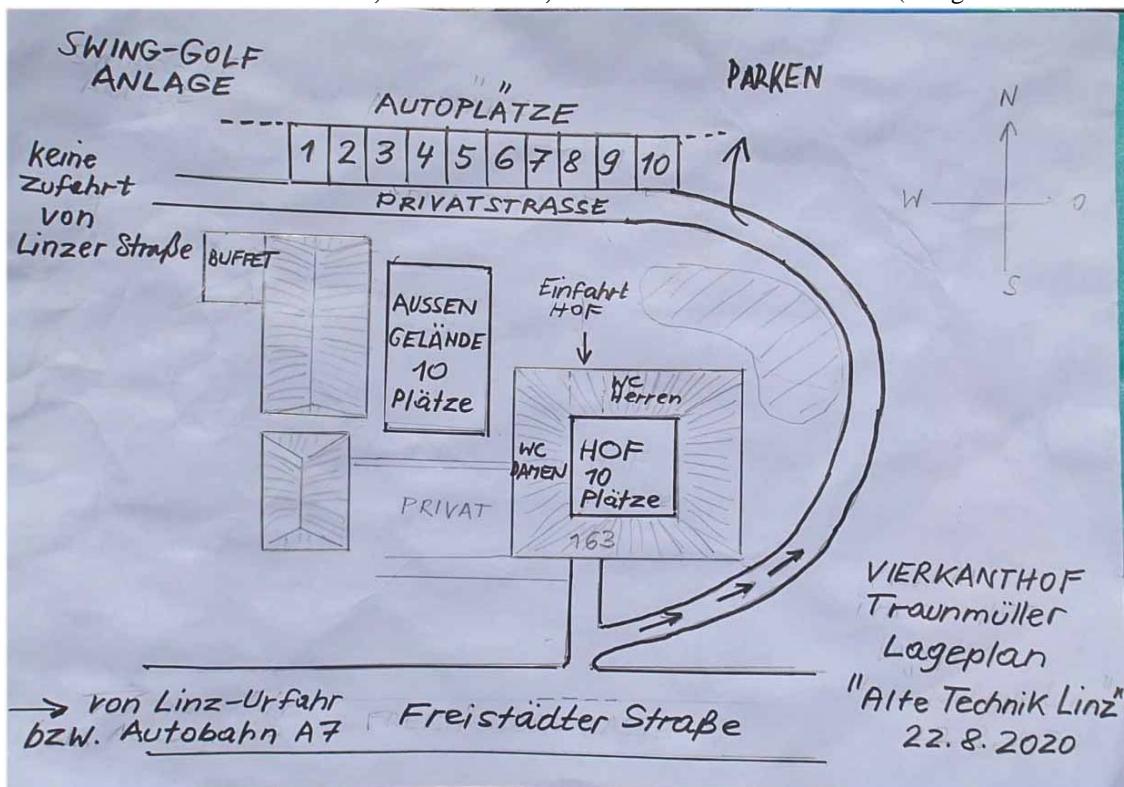 SWING-GOLF
ANLAGE
"AUTOPLÄTZE"
PARKEN
1 2 3 4 5 6 7 8 9 10
PRIVATSTRASSE
keine
Zufahrt
von
Linzer Straße
N
W
O
S
BUFFET
AUSSEN
GELÄNDE
10
Plätze
Einfahrt
HOF
WC
Herren
WC
DAMEN
HOF
10
Plätze
163
PRIVAT
VIERKANTHOF
Traunmüller
Lageplan
"Alte Technik Linz"
22.8.2020
→ von Linz-Urfahr
bzw. Autobahn A7
Freistädter Straße